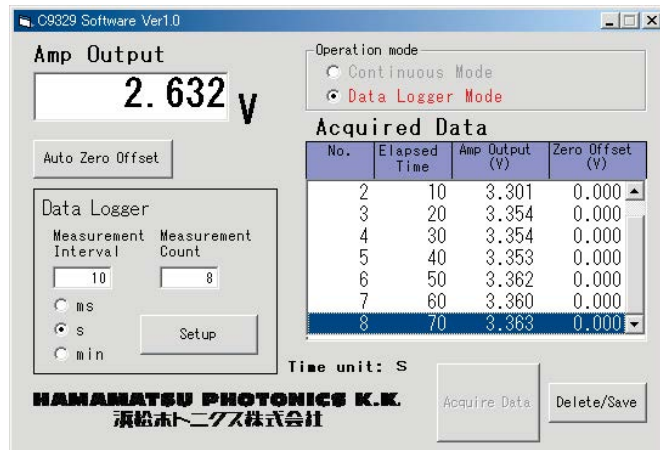 C9329 Software Ver1.0
Amp Output
2.632 V
Auto Zero Offset
Operation mode
Continuous Mode
Data Logger Mode
Acquired Data
No. Elapsed Time Amp Output (V) Zero Offset (V)
2 10 3.301 0.000
3 20 3.354 0.000
4 30 3.354 0.000
5 40 3.353 0.000
6 50 3.362 0.000
7 60 3.360 0.000
8 70 3.363 0.000
Data Logger
Measurement Interval
Measurement Count
10 8
ms
s
min
Setup
Time unit: S
HAMAMATSU PHOTONICS K.K.
浜松ホトニクス株式会社
Acquire Data
Delete/Save